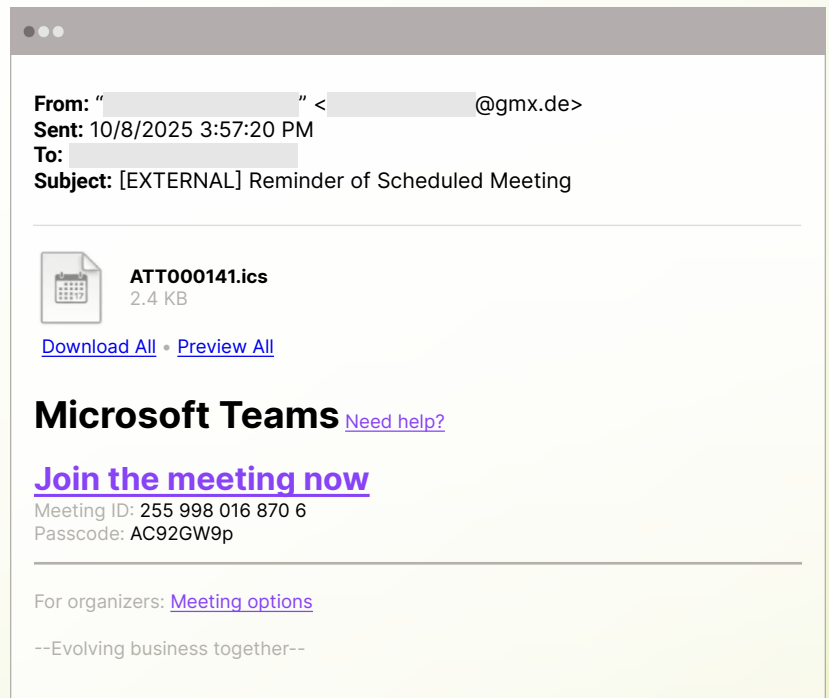 From: “ ” < @gmx.de>
Sent: 10/8/2025 3:57:20 PM
To:
Subject: [EXTERNAL] Reminder of Scheduled Meeting
17
ATT000141.ics
2.4 KB
Download All • Preview All
Microsoft Teams Need help?
Join the meeting now
Meeting ID: 255 998 016 870 6
Passcode: AC92GW9p
For organizers: Meeting options
--Evolving business together--